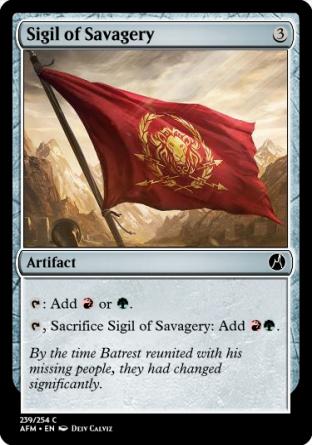 Sigil of Savagery 3
Artifact
: Add or .
, Sacrifice Sigil of Savagery: Add .
By the time Batrest reunited with his
missing people, they had changed
significantly.
239/254 C
AFM • EN Deiv Calviz